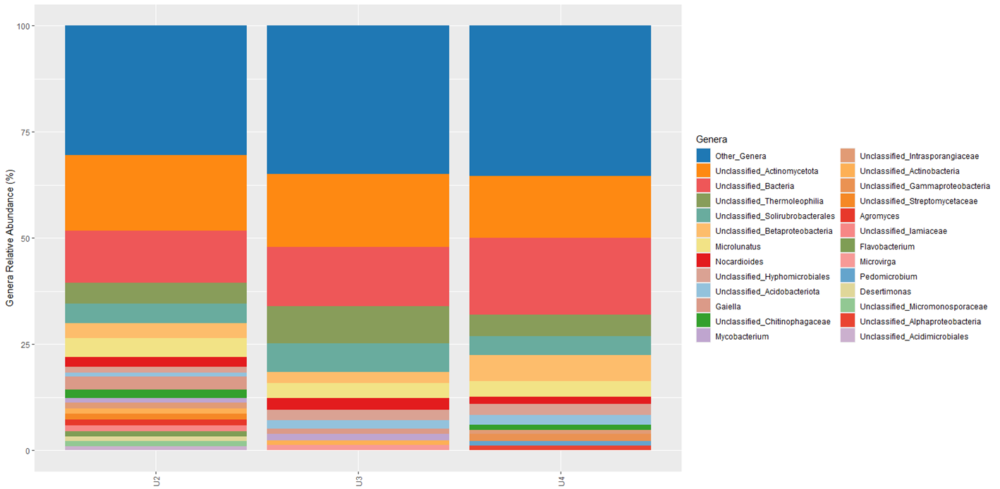 100
75
50
25
0
Genera Relative Abundance (%)
U2
U3
U4
Genera
Other_Genera
Unclassified_Actinomycetota
Unclassified_Bacteria
Unclassified_Thermoleophilia
Unclassified_Solirubrobacterales
Unclassified_Betaproteobacteria
Microlunatus
Nocardioides
Unclassified_Hyphomicrobiales
Unclassified_Acidobacteriota
Gaiella
Unclassified_Chitinophagaceae
Mycobacterium
Unclassified_Intrasporangiaceae
Unclassified_Actinobacteria
Unclassified_Gammaproteobacteria
Unclassified_Streptomycetaceae
Agromyces
Unclassified_Iamiaceae
Flavobacterium
Microvirga
Pedomicrobium
Desertimonas
Unclassified_Micromonosporaceae
Unclassified_Alphaproteobacteria
Unclassified_Acidimicrobiales